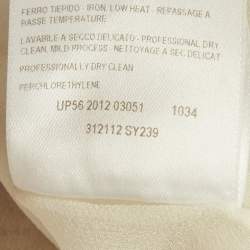 FERRO TIEPIDO - IRON, LOW HEAT - REPASSAGE A
BASSE TEMPERATURE
LAVABILE A SECCO DELICATO - PROFESSIONAL DRY
CLEAN, MILD PROCESS - NETTOYAGE A SEC DELICAT
PROFESSIONALLY DRY CLEAN
PERCHLORETHYLENE
UP56 2012 03051 1034
312112 SY239